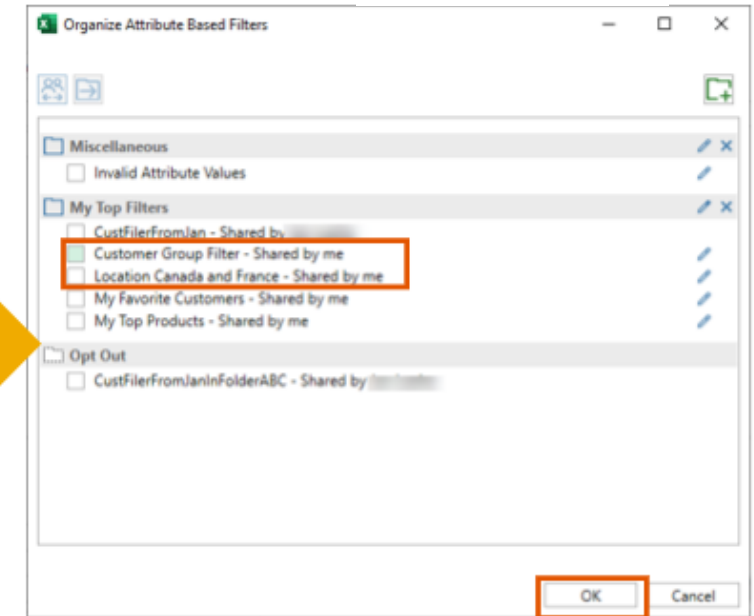 Organize Attribute Based Filters
Miscellaneous
Invalid Attribute Values
My Top Filters
CustFilerFromJan - Shared by
Customer Group Filter - Shared by me
Location Canada and France - Shared by me
My Favorite Customers - Shared by me
My Top Products - Shared by me
Opt Out
CustFilerFromJanInFolderABC - Shared by
OK
Cancel